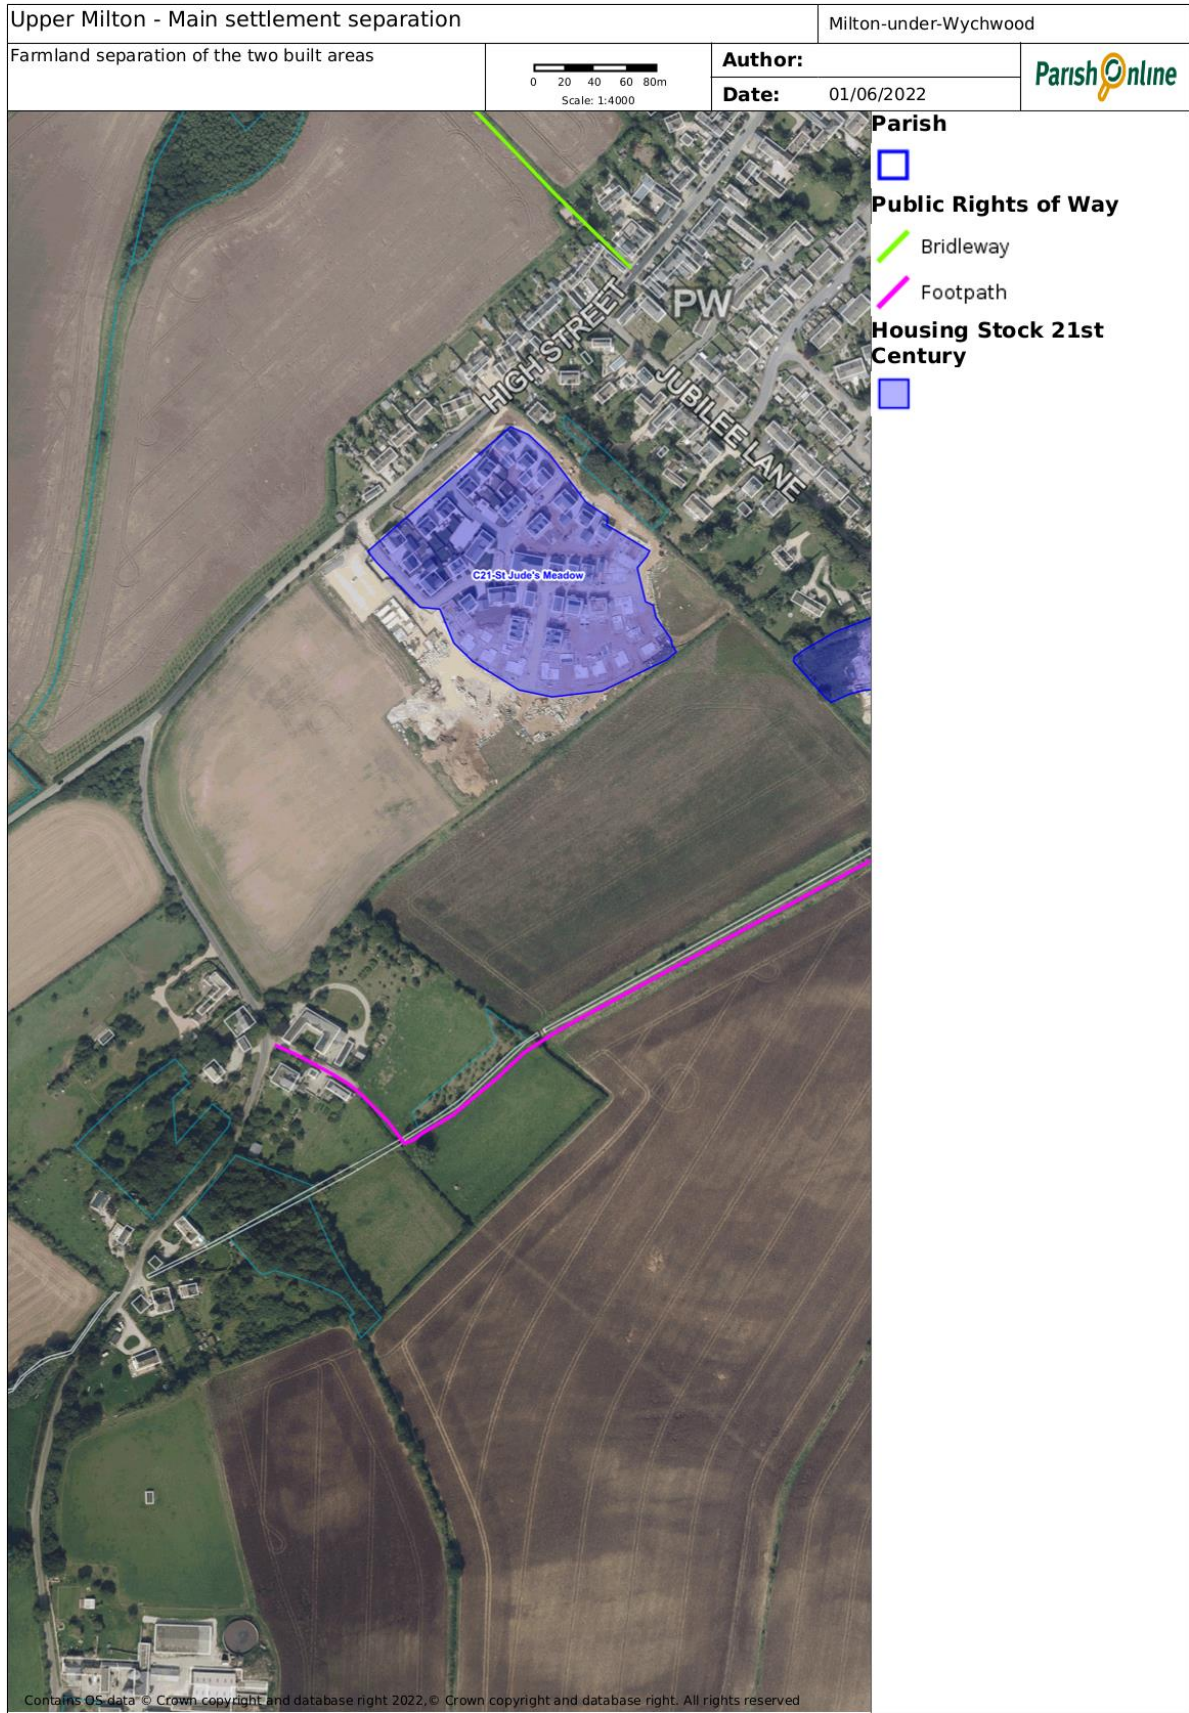 Upper Milton - Main settlement separation
Milton-under-Wychwood
Farmland separation of the two built areas
0 20 40 60 80m
Scale: 1:4000
Author:
Date: 01/06/2022
Parish Online
Parish
Public Rights of Way
Bridleway
Footpath
Housing Stock 21st
Century
PW
HIGH STREET
JUBILEE LANE
C21-St Jude's Meadow
Contains OS data © Crown copyright and database right 2022,© Crown copyright and database right. All rights reserved